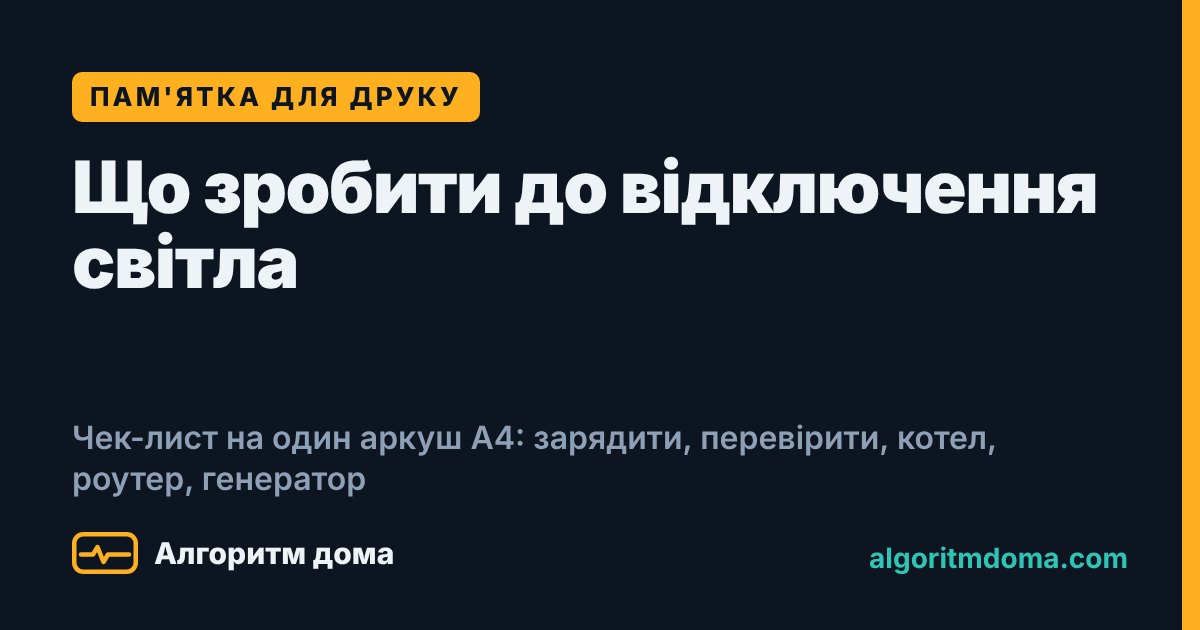 ПАМ'ЯТКА ДЛЯ ДРУКУ
Що зробити до відключення
світла
Чек-лист на один аркуш А4: зарядити, перевірити, котел,
роутер, генератор
Алгоритм дома
algoritmdoma.com